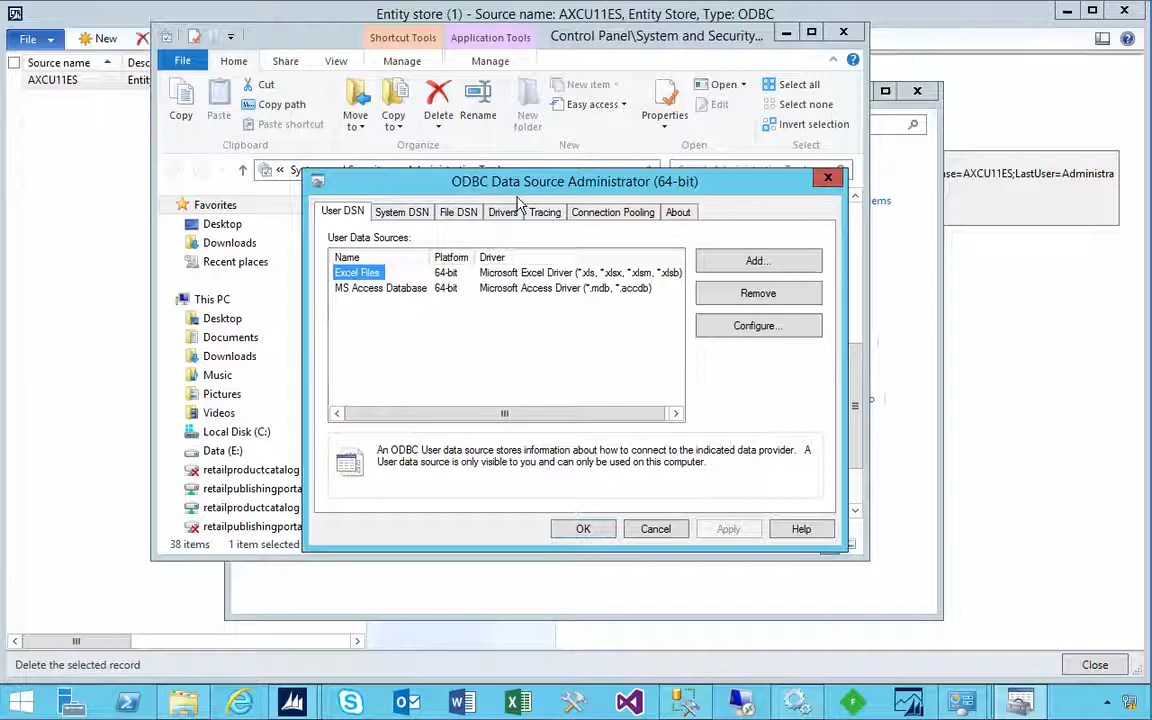 Entity store (1) - Source name: AXCU11ES, Entity Store, Type: ODBC
File
New
Source name
Desc
AXCU11ES
Entit
Shortcut Tools
Application Tools
Control Panel\System and Security...
File
Home
Share
View
Manage
Manage
Copy
Paste
Cut
Copy path
Paste shortcut
Clipboard
Move to
Copy to
Delete
Rename
Organize
New folder
New item
Easy access
New
Properties
Open
Edit
Open
Select all
Select none
Invert selection
Select
«
ase=AXCU11ES;LastUser=Administra
ems
Favorites
Desktop
Downloads
Recent places
This PC
Desktop
Documents
Downloads
Music
Pictures
Videos
Local Disk (C:)
Data (E:)
retailproductcatalog
retailpublishingporta
retailproductcatalog
retailpublishingporta
38 items
1 item selected
ODBC Data Source Administrator (64-bit)
User DSN
System DSN
File DSN
Drivers
Tracing
Connection Pooling
About
User Data Sources:
Name
Platform
Driver
Excel Files
64-bit
Microsoft Excel Driver (*.xls, *.xlsx, *.xlsm, *.xlsb)
MS Access Database
64-bit
Microsoft Access Driver (*.mdb, *.accdb)
Add...
Remove
Configure...
An ODBC User data source stores information about how to connect to the indicated data provider. A
User data source is only visible to you and can only be used on this computer.
OK
Cancel
Apply
Help
Delete the selected record
Close